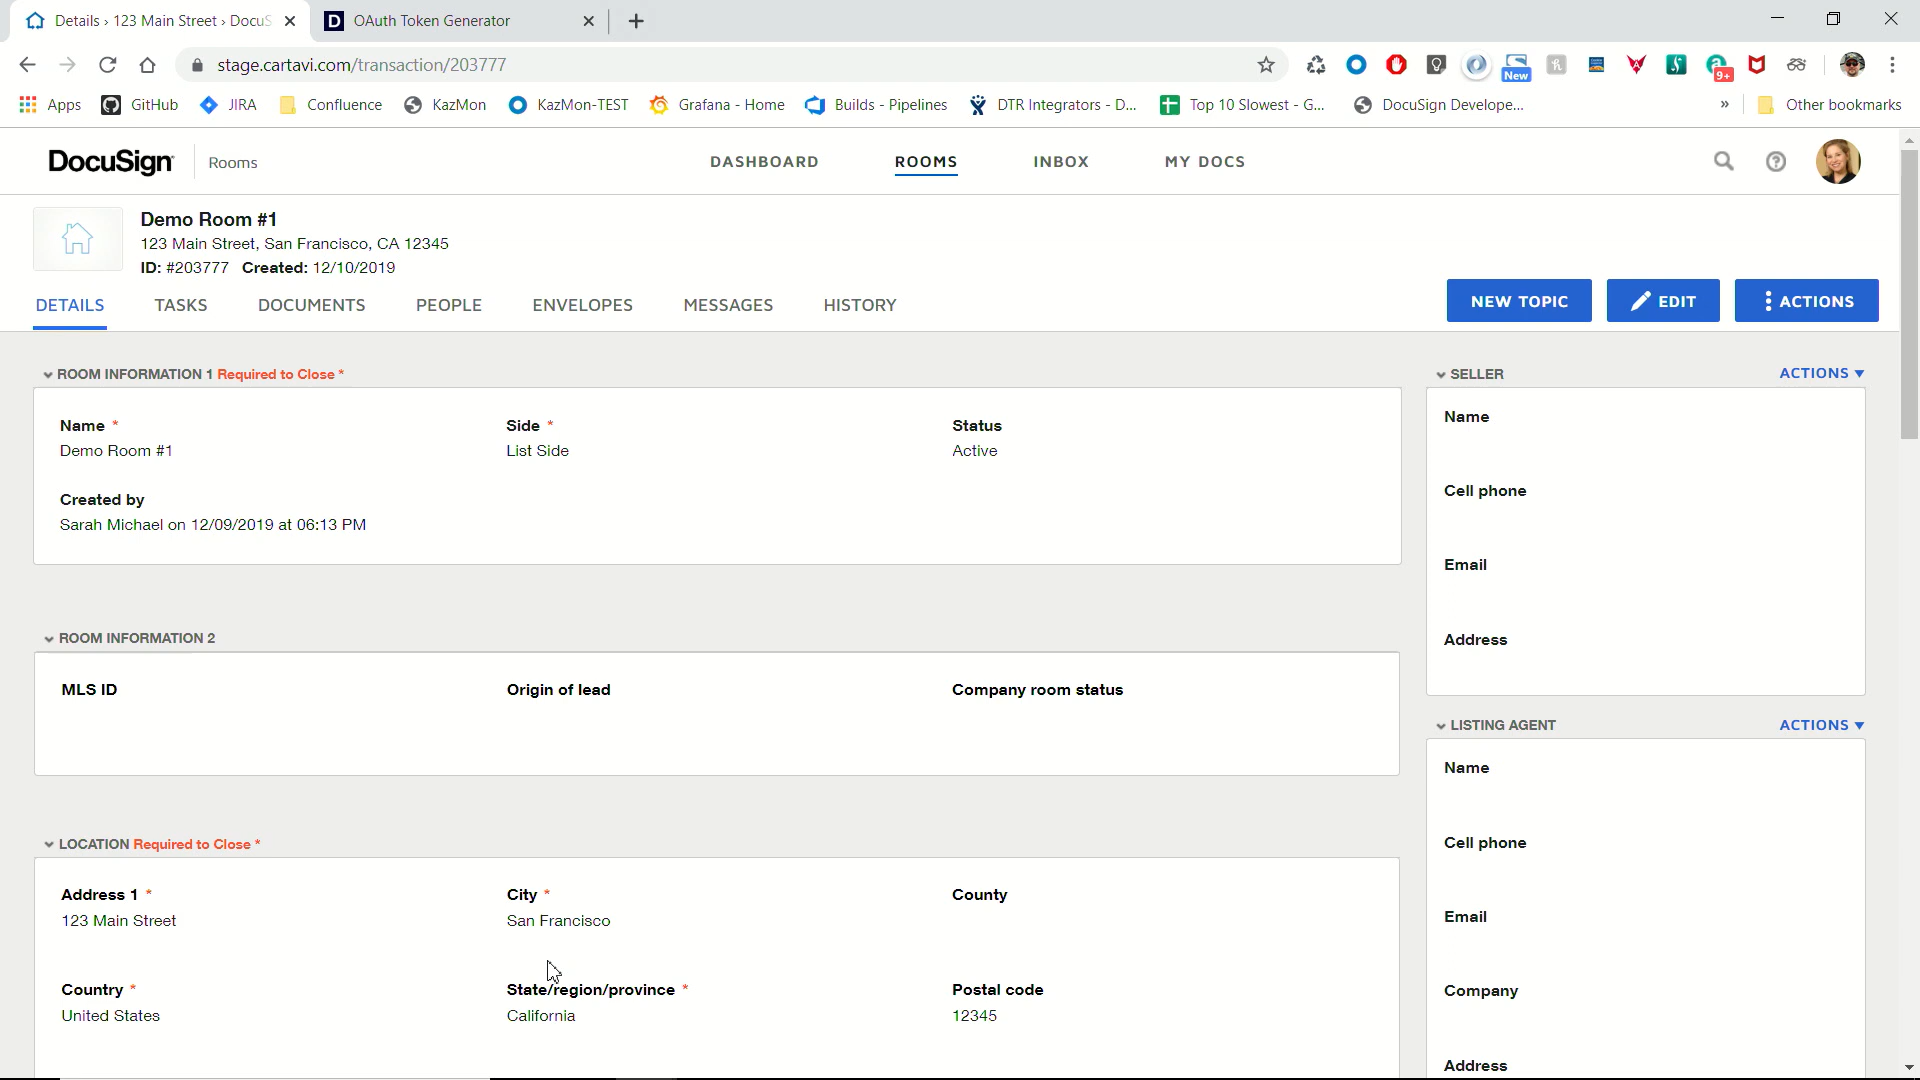 Details › 123 Main Street › DocuS
OAuth Token Generator
stage.cartavi.com/transaction/203777
New
9+
Apps
GitHub
JIRA
Confluence
KazMon
KazMon-TEST
Grafana - Home
Builds - Pipelines
DTR Integrators - D...
Top 10 Slowest - G...
DocuSign Develope...
»
Other bookmarks
DocuSign
Rooms
DASHBOARD
ROOMS
INBOX
MY DOCS
Demo Room #1
123 Main Street, San Francisco, CA 12345
ID: #203777 Created: 12/10/2019
DETAILS
TASKS
DOCUMENTS
PEOPLE
ENVELOPES
MESSAGES
HISTORY
NEW TOPIC
EDIT
ACTIONS
ROOM INFORMATION 1 Required to Close *
Name *
Demo Room #1
Side *
List Side
Status
Active
Created by
Sarah Michael on 12/09/2019 at 06:13 PM
ROOM INFORMATION 2
MLS ID
Origin of lead
Company room status
LOCATION Required to Close *
Address 1 *
123 Main Street
City *
San Francisco
County
Country *
United States
State/region/province *
California
Postal code
12345
SELLER
ACTIONS
Name
Cell phone
Email
Address
LISTING AGENT
ACTIONS
Name
Cell phone
Email
Company
Address